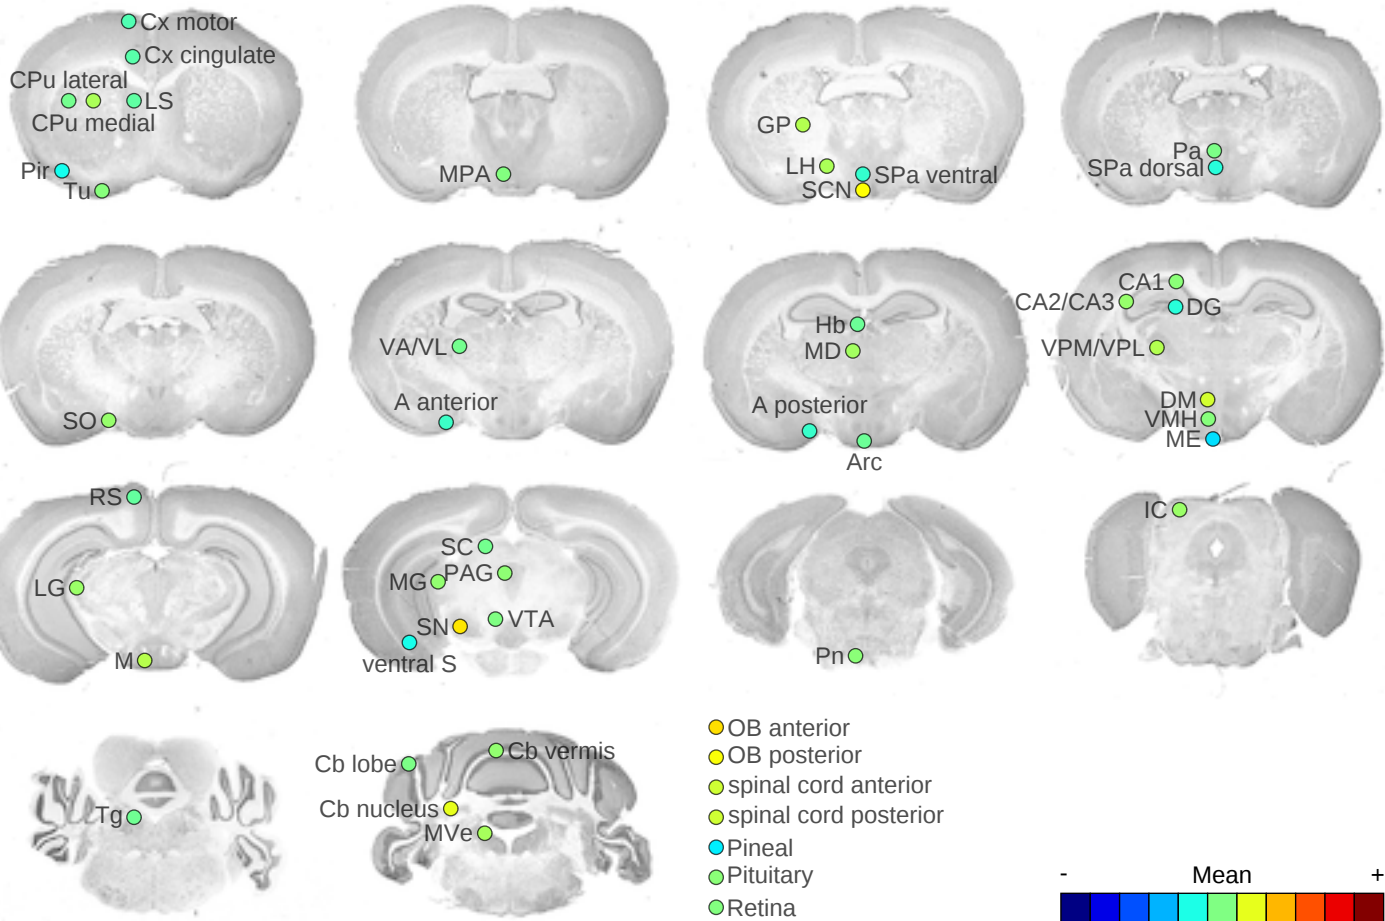 Cx motor
Cx cingulate
CPu lateral
LS
CPu medial
Pir
Tu
MPA
GP
LH
SPa ventral
SCN
Pa
SPa dorsal
SO
VA/VL
A anterior
Hb
MD
A posterior
Arc
CA1
CA2/CA3
DG
VPM/VPL
DM
VMH
ME
RS
LG
M
SC
MG PAG
SN VTA
ventral S
Pn
IC
Tg
Cb lobe
Cb vermis
Cb nucleus
MVe
OB anterior
OB posterior
spinal cord anterior
spinal cord posterior
Pineal
Pituitary
Retina
- Mean +